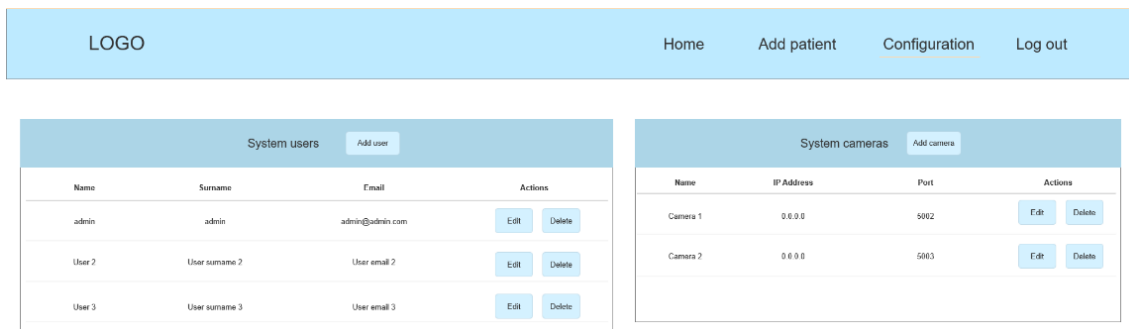 LOGO Home Add patient Configuration Log out
System users Add user
Name Surname Email Actions
admin admin admin@admin.com Edit Delete
User 2 User surname 2 User email 2 Edit Delete
User 3 User surname 3 User email 3 Edit Delete
System cameras Add camera
Name IP Address Port Actions
Camera 1 0.0.0.0 5002 Edit Delete
Camera 2 0.0.0.0 5003 Edit Delete